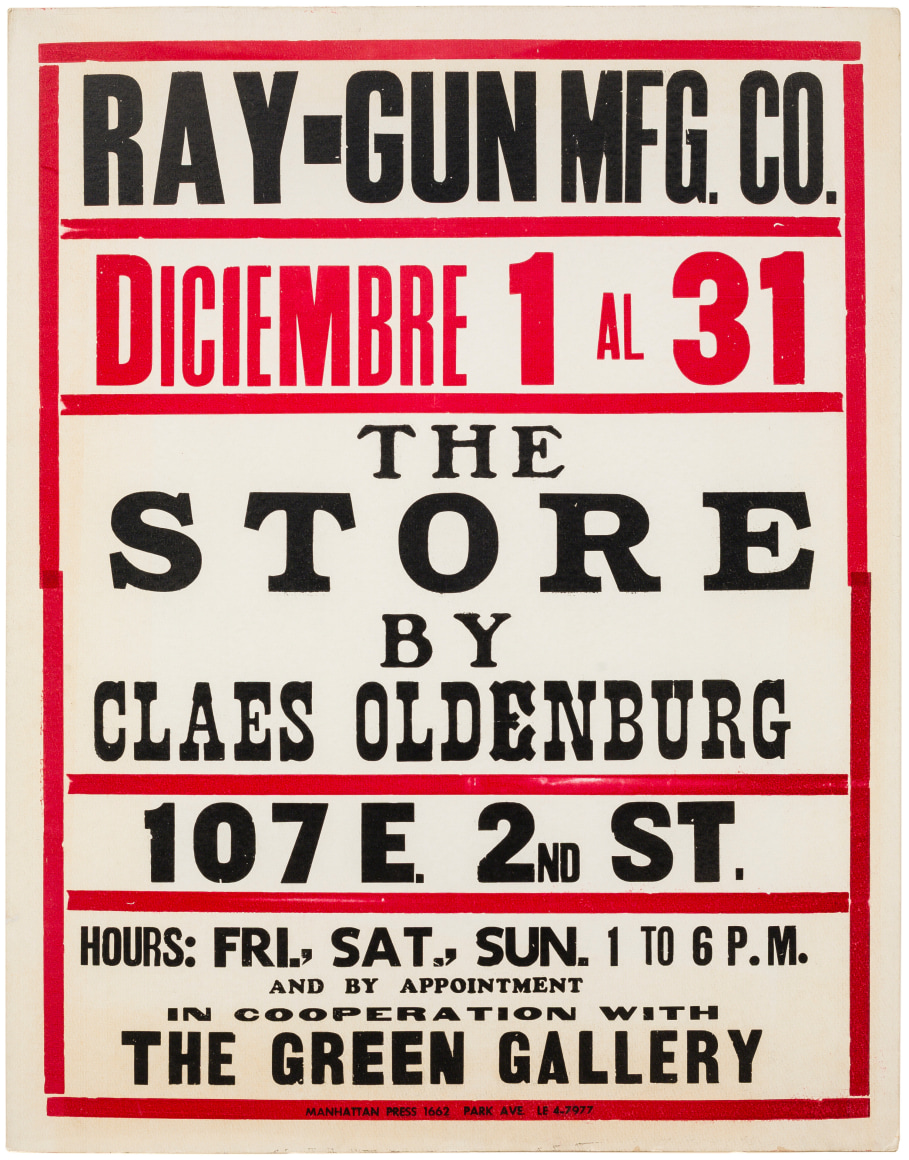 RAY-GUN MFG. CO.
DICIEMBRE 1 AL 31
THE
STORE
BY
CLAES OLDENBURG
107 E. 2ND ST.
HOURS: FRI., SAT., SUN. 1 TO 6 P.M.
AND BY APPOINTMENT
IN COOPERATION WITH
THE GREEN GALLERY
MANHATTAN PRESS 1662 PARK AVE. LE 4-7977